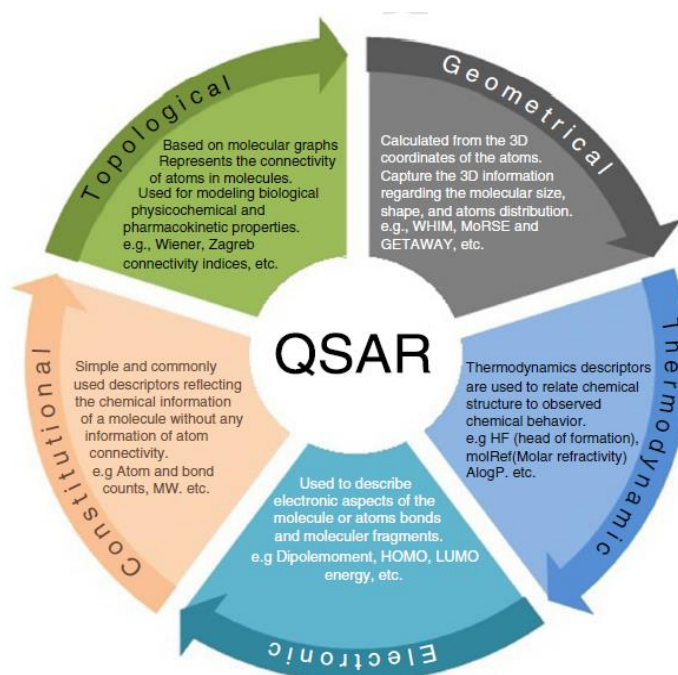 Topological
Based on molecular graphs
Represents the connectivity
of atoms in molecules.
Used for modeling biological
physicochemical and
pharmacokinetic properties.
e.g., Wiener, Zagreb
connectivity indices, etc.
Geometrical
Calculated from the 3D
coordinates of the atoms.
Capture the 3D information
regarding the molecular size,
shape, and atoms distribution.
e.g., WHIM, MoRSE and
GETAWAY, etc.
QSAR
Thermodynamic
Thermodynamics descriptors
are used to relate chemical
structure to observed
chemical behavior.
e.g HF (head of formation),
molRef(Molar refractivity)
AlogP. etc.
Electronic
Used to describe
electronic aspects of the
molecule or atoms bonds
and moleculer fragments.
e.g Dipolemoment, HOMO, LUMO
energy, etc.
Constitutional
Simple and commonly
used descriptors reflecting
the chemical information
of a molecule without any
information of atom
connectivity.
e.g Atom and bond
counts, MW. etc.